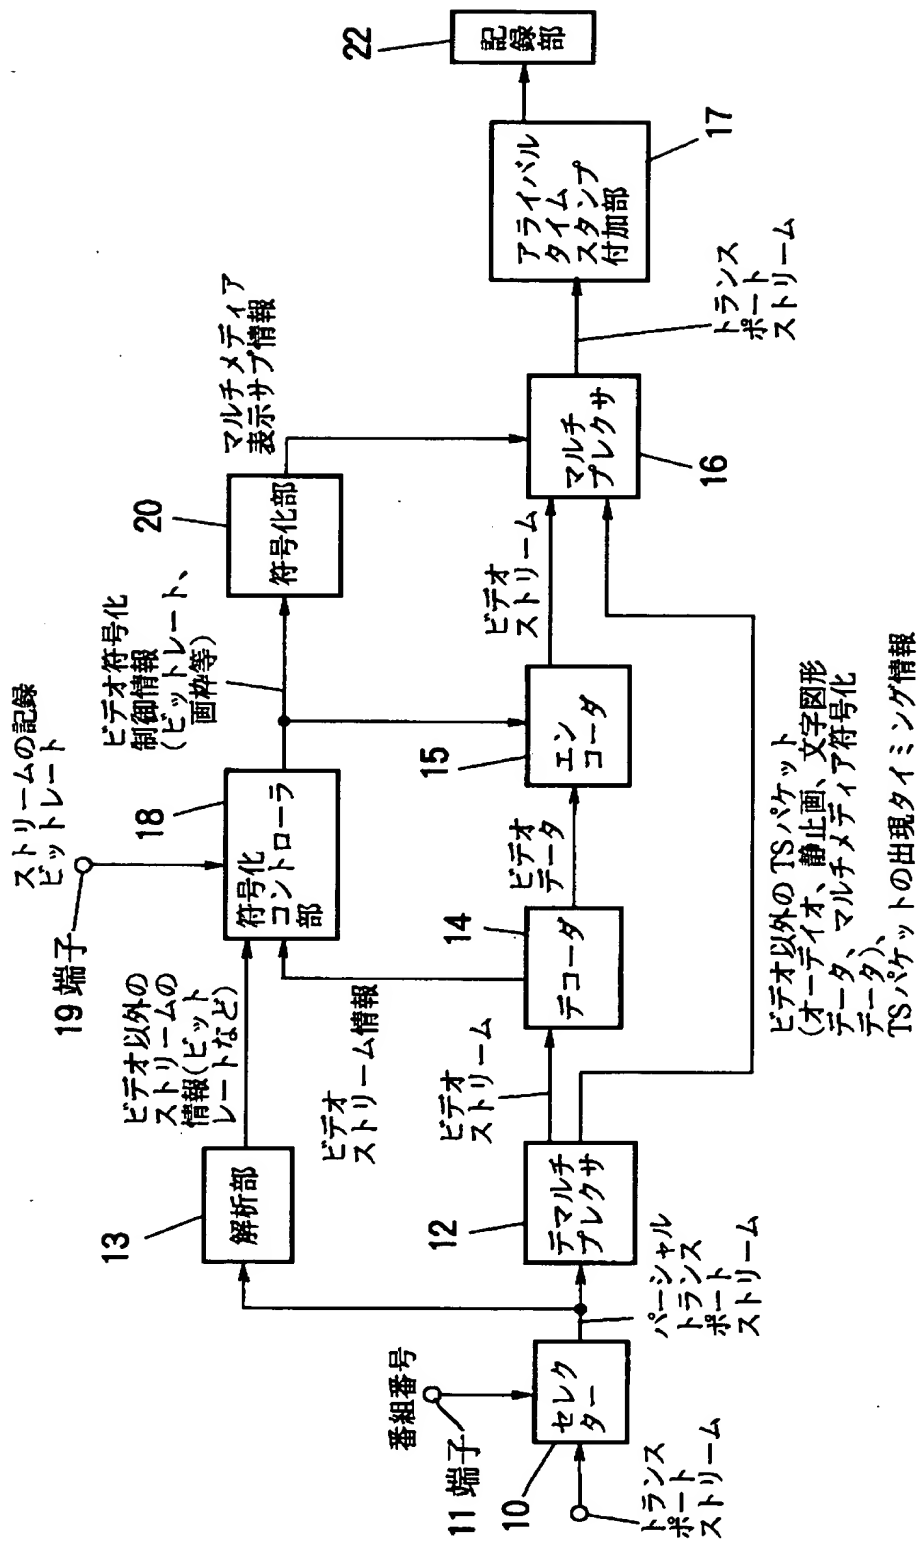 トランス
ポート
ストリーム
10
セレク
ター
11 端子
番組番号
パーシャル
トランス
ポート
ストリーム
13
解析部
12
デマルチ
プレクサ
ビデオ以外の
ストリームの
情報(ビット
レートなど)
ビデオ
ストリーム情報
ビデオ
ストリーム
14
デコーダ
ビデオ
データ
15
エン
コーダ
19 端子
ストリームの記録
ビットレート
18
符号化
コントローラ
部
ビデオ符号化
制御情報
(ビットレート、
画枠等)
20
符号化部
マルチメディア
表示サブ情報
ビデオ
ストリーム
ビデオ以外の TS パケット
(オーデイオ、静止画、文字図形
データ、マルチメディア符号化
データ)、
TS パケットの出現タイミング情報
マルチ
プレクサ
16
トランス
ポート
ストリーム
アライバル
タイム
スタンプ
付加部
17
22
記録部